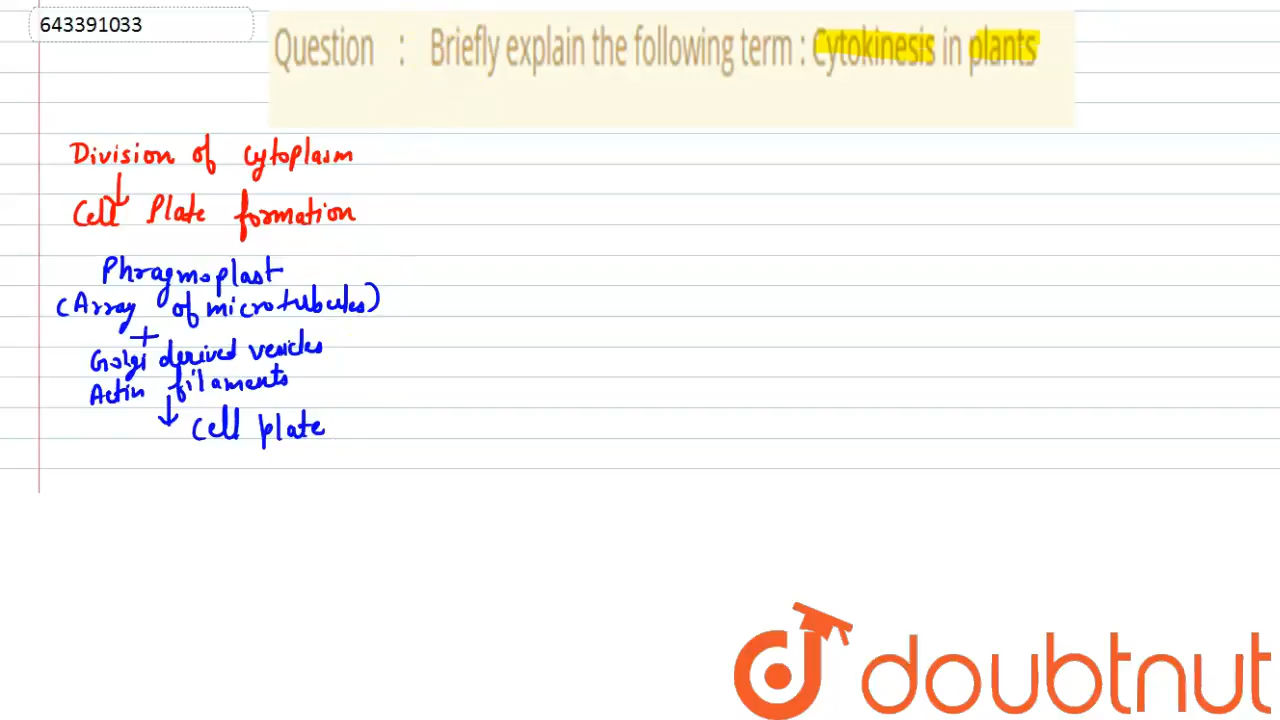 643391033
Question : Briefly explain the following term : Cytokinesis in plants
Division of cytoplasm
↓
Cell Plate formation
Phragmoplast
(Array of microtubules)
+
Golgi derived vesicles
Actin filaments
↓ Cell plate
doubtnut